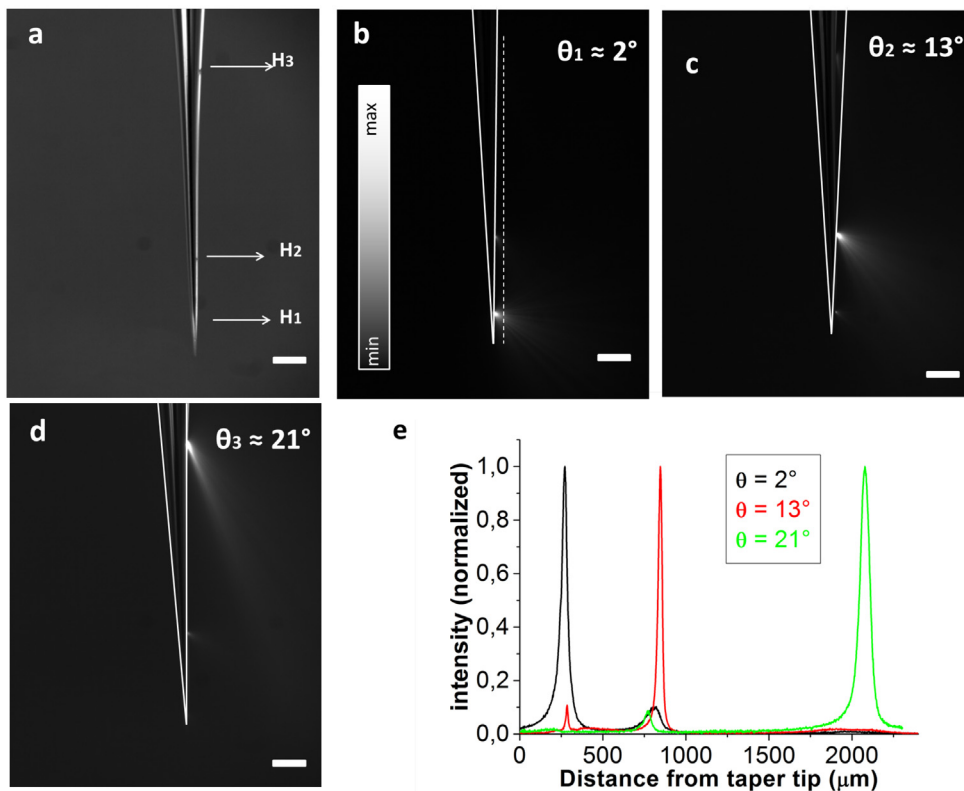 a
H3
H2
H1
b
θ1 ≈ 2°
max
min
c
θ2 ≈ 13°
d
θ3 ≈ 21°
e
intensity (normalized)
1,0
0,8
0,6
0,4
0,2
0,0
θ = 2°
θ = 13°
θ = 21°
0 500 1000 1500 2000
Distance from taper tip (μm)